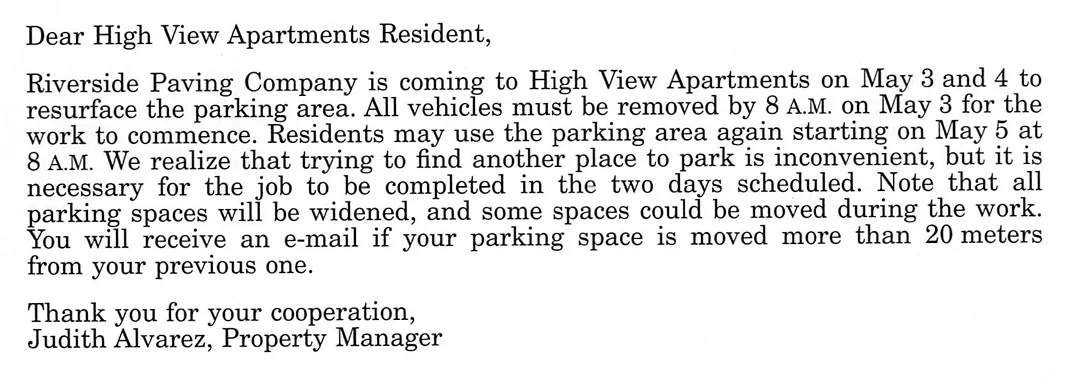 Dear High View Apartments Resident,
Riverside Paving Company is coming to High View Apartments on May 3 and 4 to
resurface the parking area. All vehicles must be removed by 8 A.M. on May 3 for the
work to commence. Residents may use the parking area again starting on May 5 at
8 A.M. We realize that trying to find another place to park is inconvenient, but it is
necessary for the job to be completed in the two days scheduled. Note that all
parking spaces will be widened, and some spaces could be moved during the work.
You will receive an e-mail if your parking space is moved more than 20 meters
from your previous one.
Thank you for your cooperation,
Judith Alvarez, Property Manager